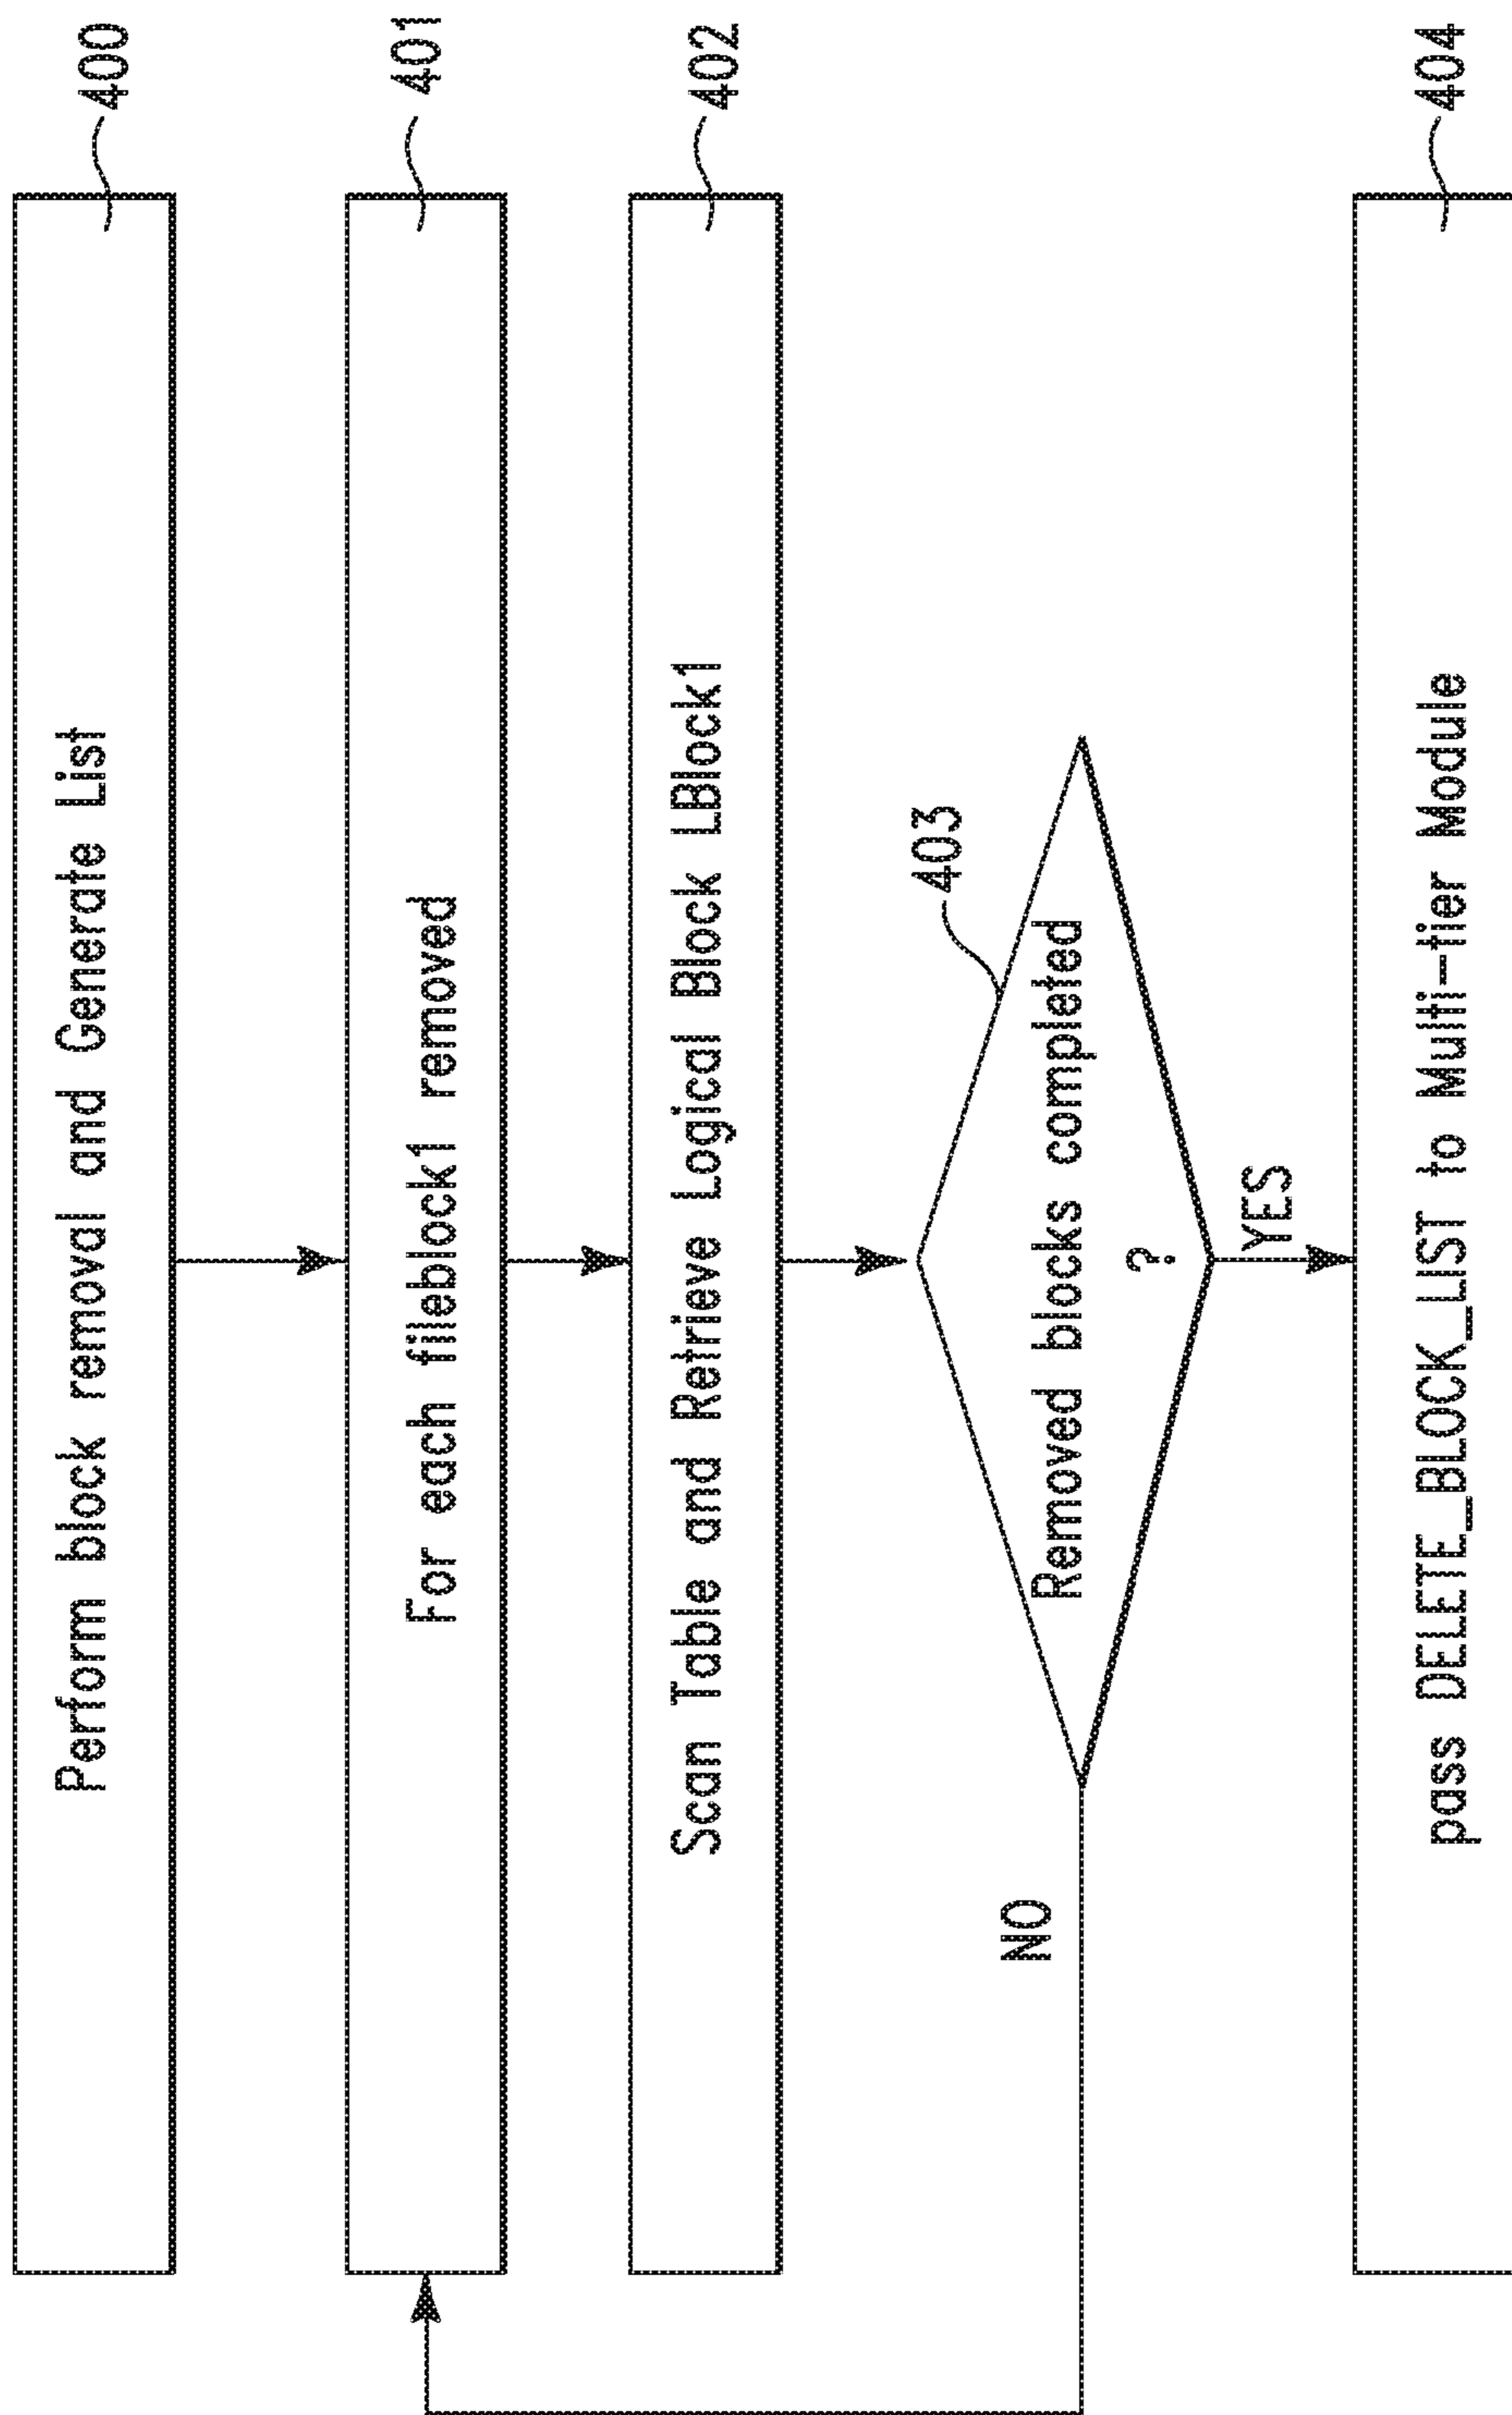 Perform block removal and Generate List
400
For each fileblock1 removed
401
Scan Table and Retrieve Logical Block LBlock1
402
403
Removed blocks completed
?
NO
YES
pass DELETE_BLOCK_LIST to Multi-tier Module
404